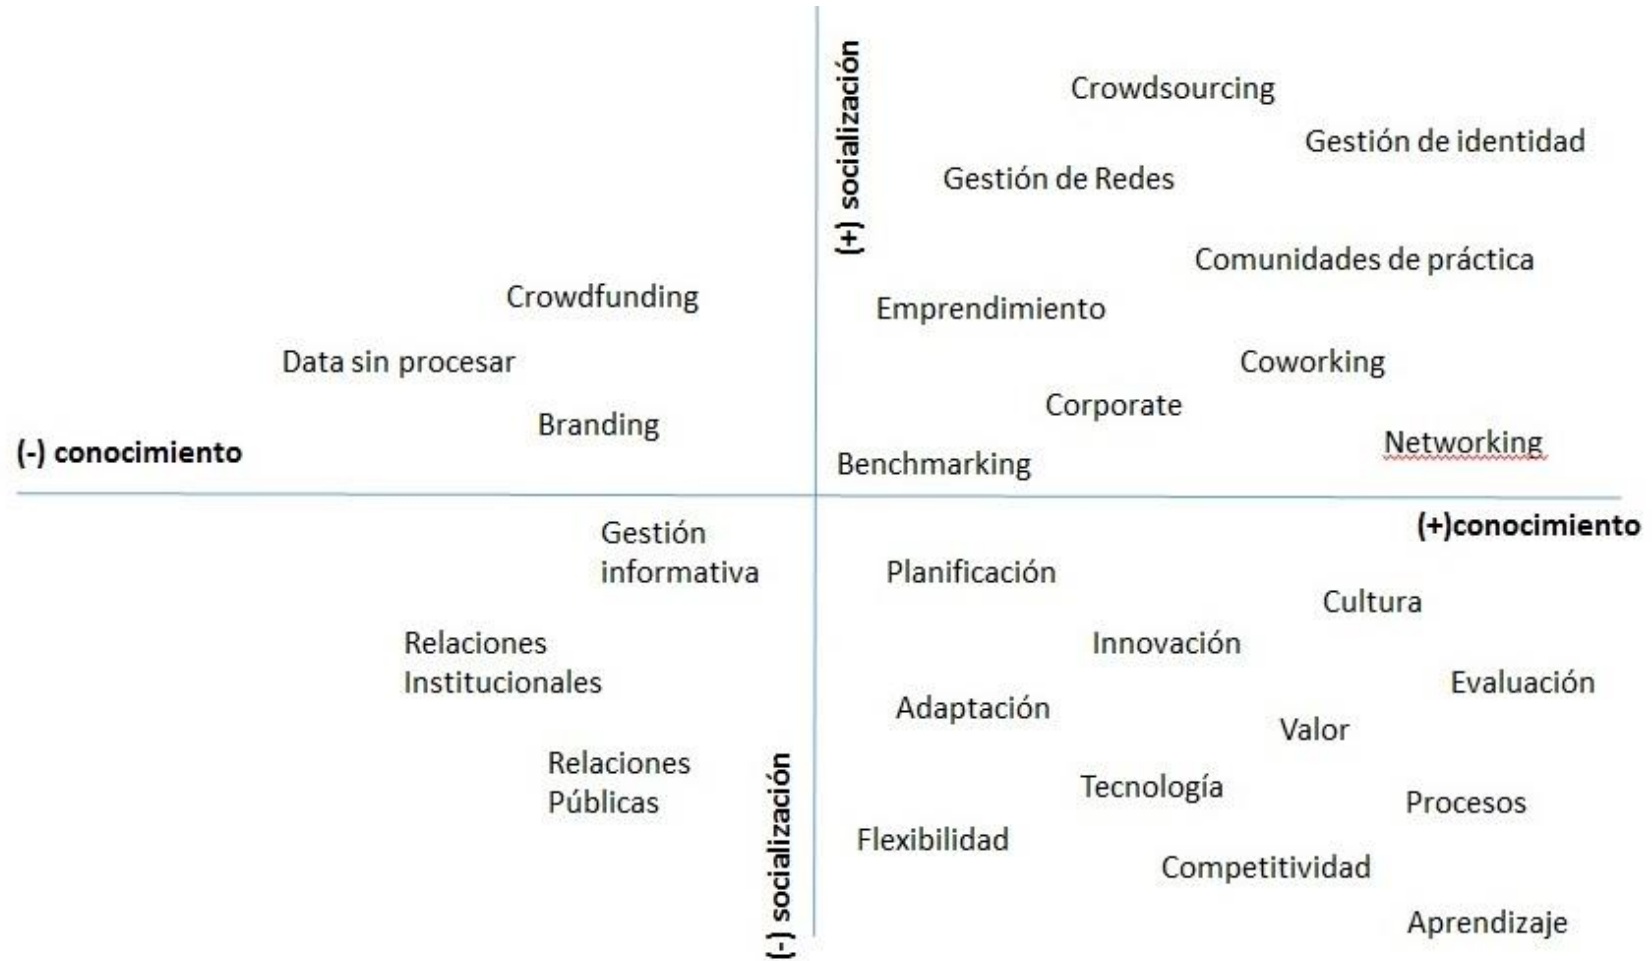 (+) socialización
Crowdsourcing
Gestión de identidad
Gestión de Redes
Comunidades de práctica
Crowdfunding
Emprendimiento
Data sin procesar
Coworking
Corporate
Branding
Networking
(-) conocimiento
Benchmarking
(+)conocimiento
Gestión
informativa
Planificación
Cultura
Relaciones
Institucionales
Innovación
Evaluación
Adaptación
Valor
Relaciones
Públicas
(-) socialización
Tecnología
Procesos
Flexibilidad
Competitividad
Aprendizaje